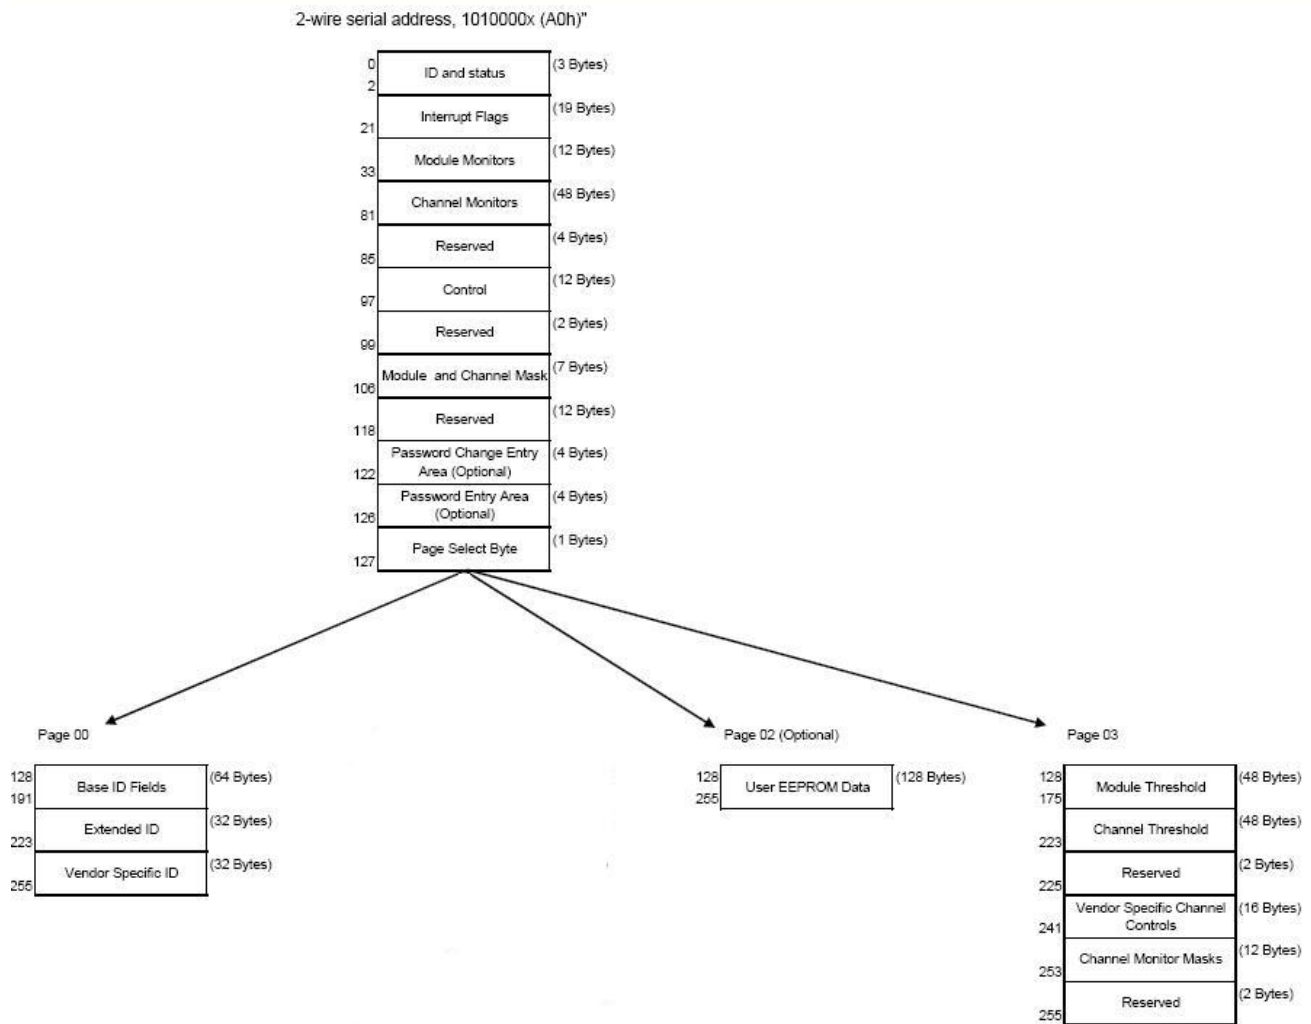 2-wire serial address, 1010000x (A0h)"
0
2
ID and status
(3 Bytes)
21
Interrupt Flags
(19 Bytes)
33
Module Monitors
(12 Bytes)
81
Channel Monitors
(48 Bytes)
85
Reserved
(4 Bytes)
97
Control
(12 Bytes)
99
Reserved
(2 Bytes)
106
Module and Channel Mask
(7 Bytes)
118
Reserved
(12 Bytes)
122
Password Change Entry
Area (Optional)
(4 Bytes)
126
Password Entry Area
(Optional)
(4 Bytes)
127
Page Select Byte
(1 Bytes)
Page 00
128
191
Base ID Fields
(64 Bytes)
223
Extended ID
(32 Bytes)
255
Vendor Specific ID
(32 Bytes)
Page 02 (Optional)
128
255
User EEPROM Data
(128 Bytes)
Page 03
128
175
Module Threshold
(48 Bytes)
223
Channel Threshold
(48 Bytes)
225
Reserved
(2 Bytes)
241
Vendor Specific Channel
Controls
(16 Bytes)
253
Channel Monitor Masks
(12 Bytes)
255
Reserved
(2 Bytes)